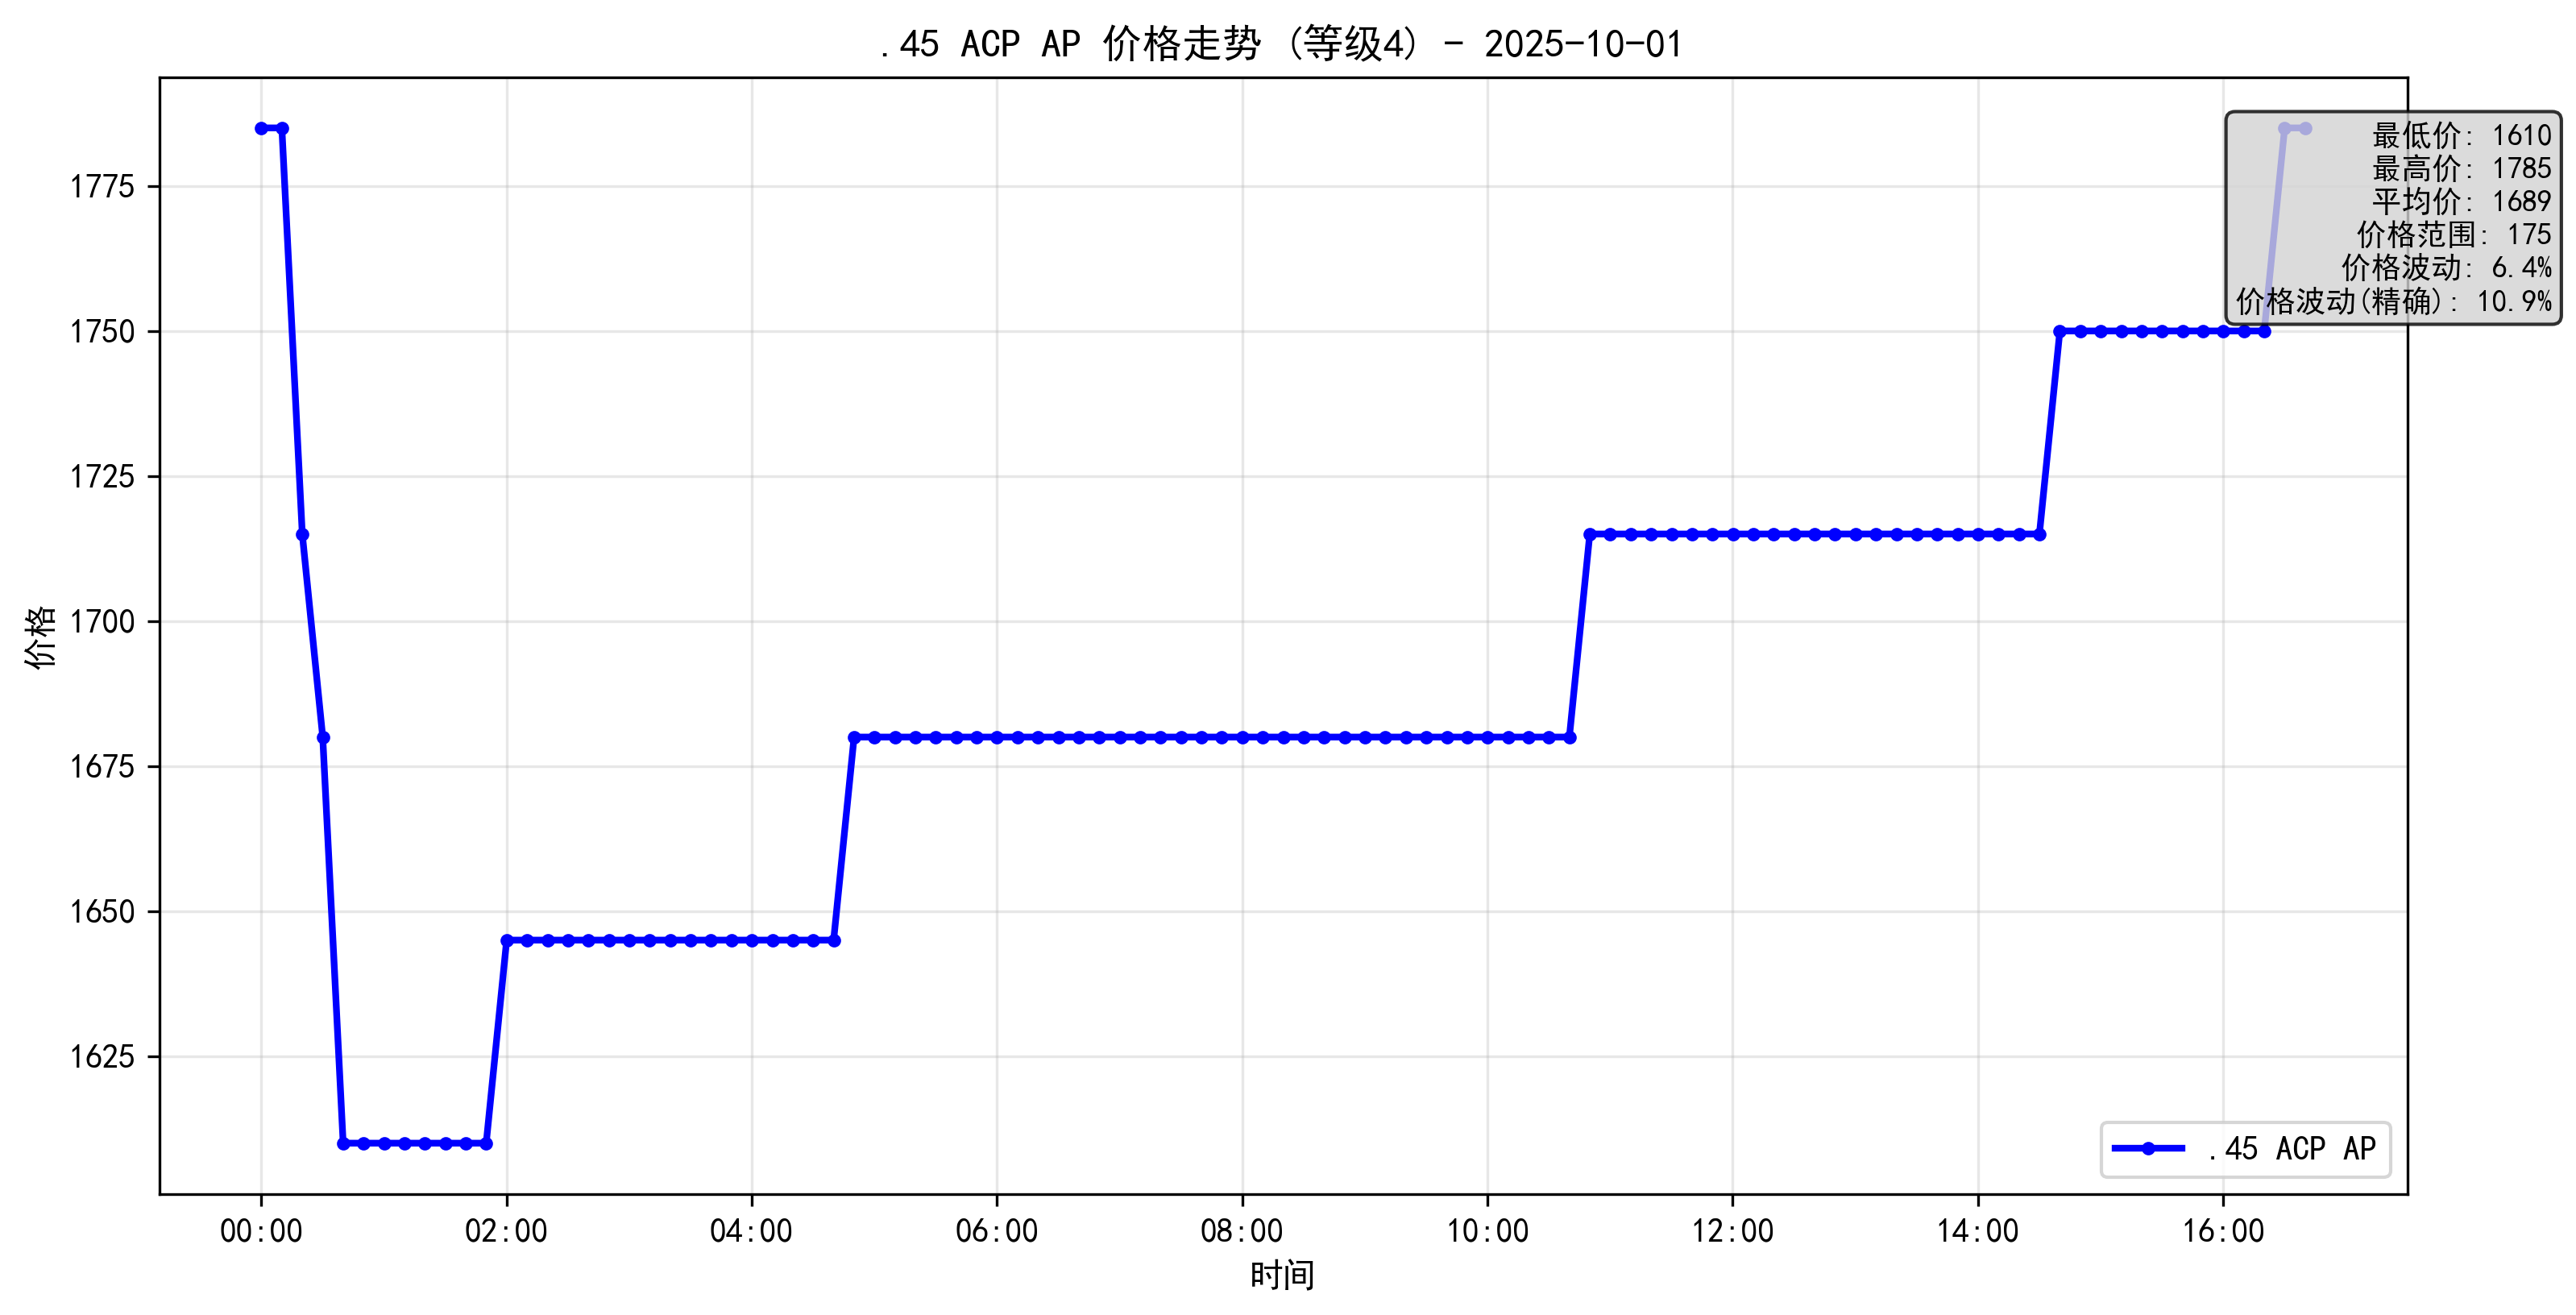 .45 ACP AP 价格走势 (等级4) - 2025-10-01
最低价: 1610
最高价: 1785
平均价: 1689
价格范围: 175
价格波动: 6.4%
价格波动(精确): 10.9%
1775
1750
1725
1700
1675
1650
1625
价格
.45 ACP AP
00:00 02:00 04:00 06:00 08:00 10:00 12:00 14:00 16:00
时间